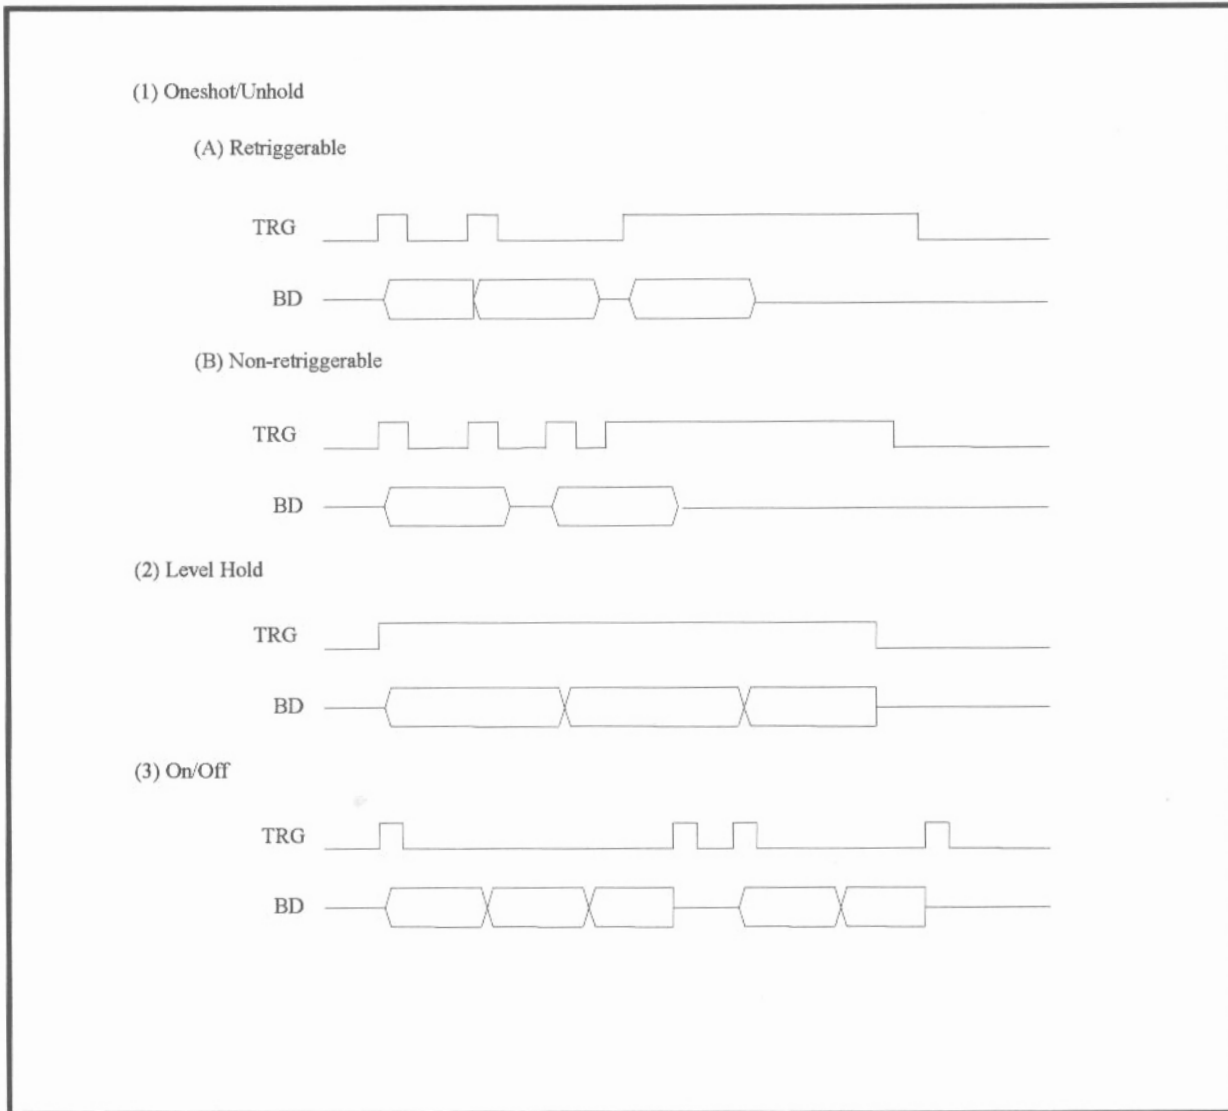 (1) Oneshot/Unhold
(A) Retriggerable
TRG
BD
(B) Non-retriggerable
TRG
BD
(2) Level Hold
TRG
BD
(3) On/Off
TRG
BD